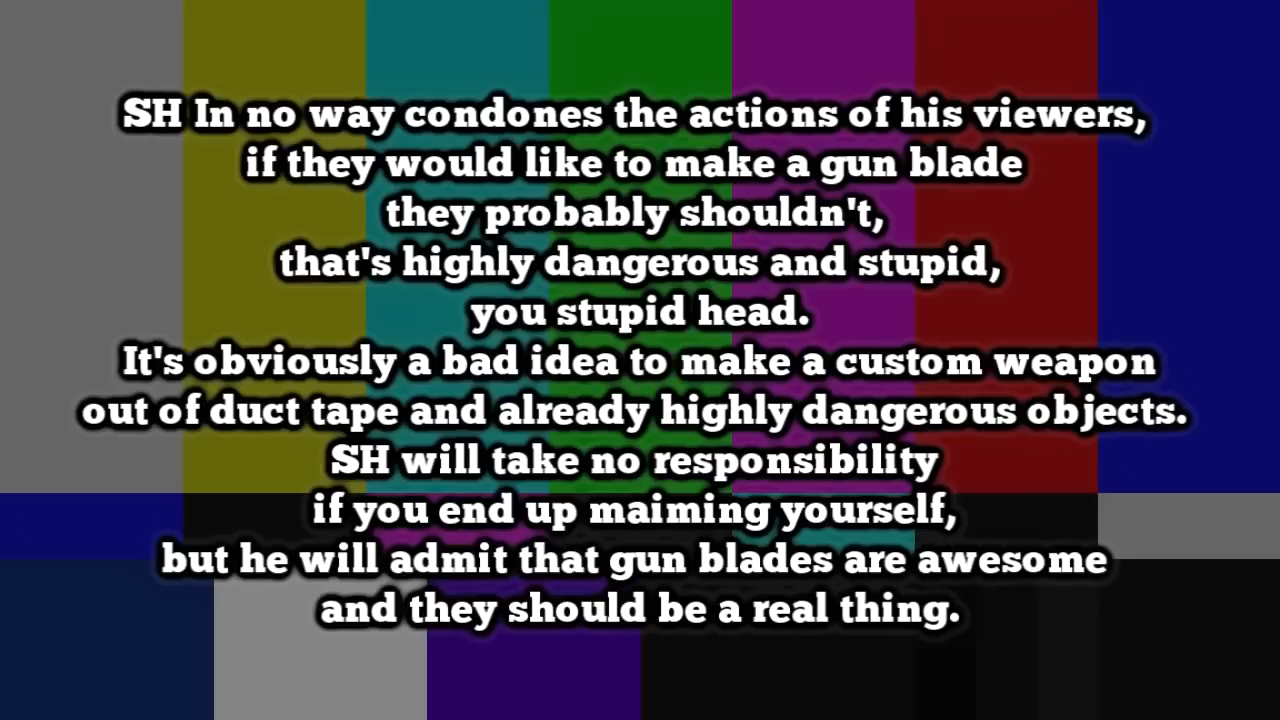 SH In no way condones the actions of his viewers,
if they would like to make a gun blade
they probably shouldn't,
that's highly dangerous and stupid,
you stupid head.
It's obviously a bad idea to make a custom weapon
out of duct tape and already highly dangerous objects.
SH will take no responsibility
if you end up maiming yourself,
but he will admit that gun blades are awesome
and they should be a real thing.